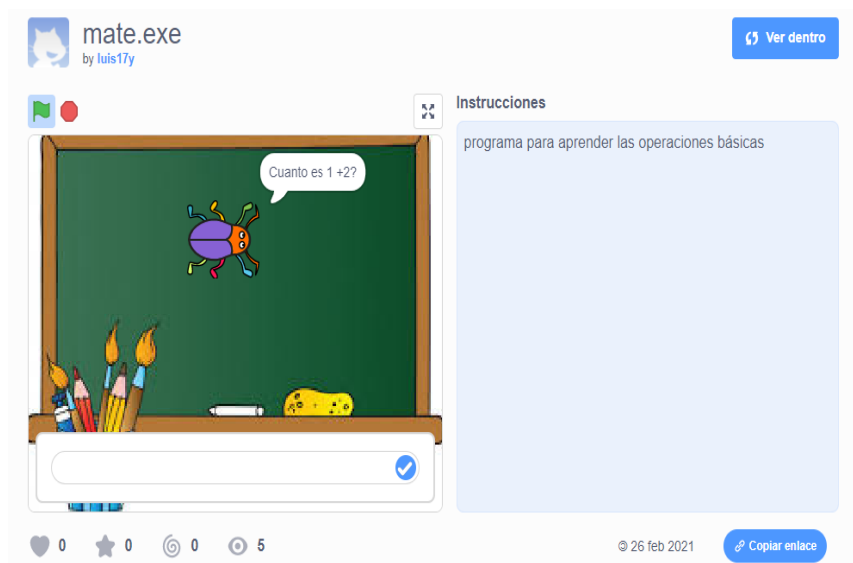 mate.exe
by luis17y
Ver dentro
Instrucciones
programa para aprender las operaciones básicas
Cuanto es 1 +2?
0
0
0
5
© 26 feb 2021
Copiar enlace